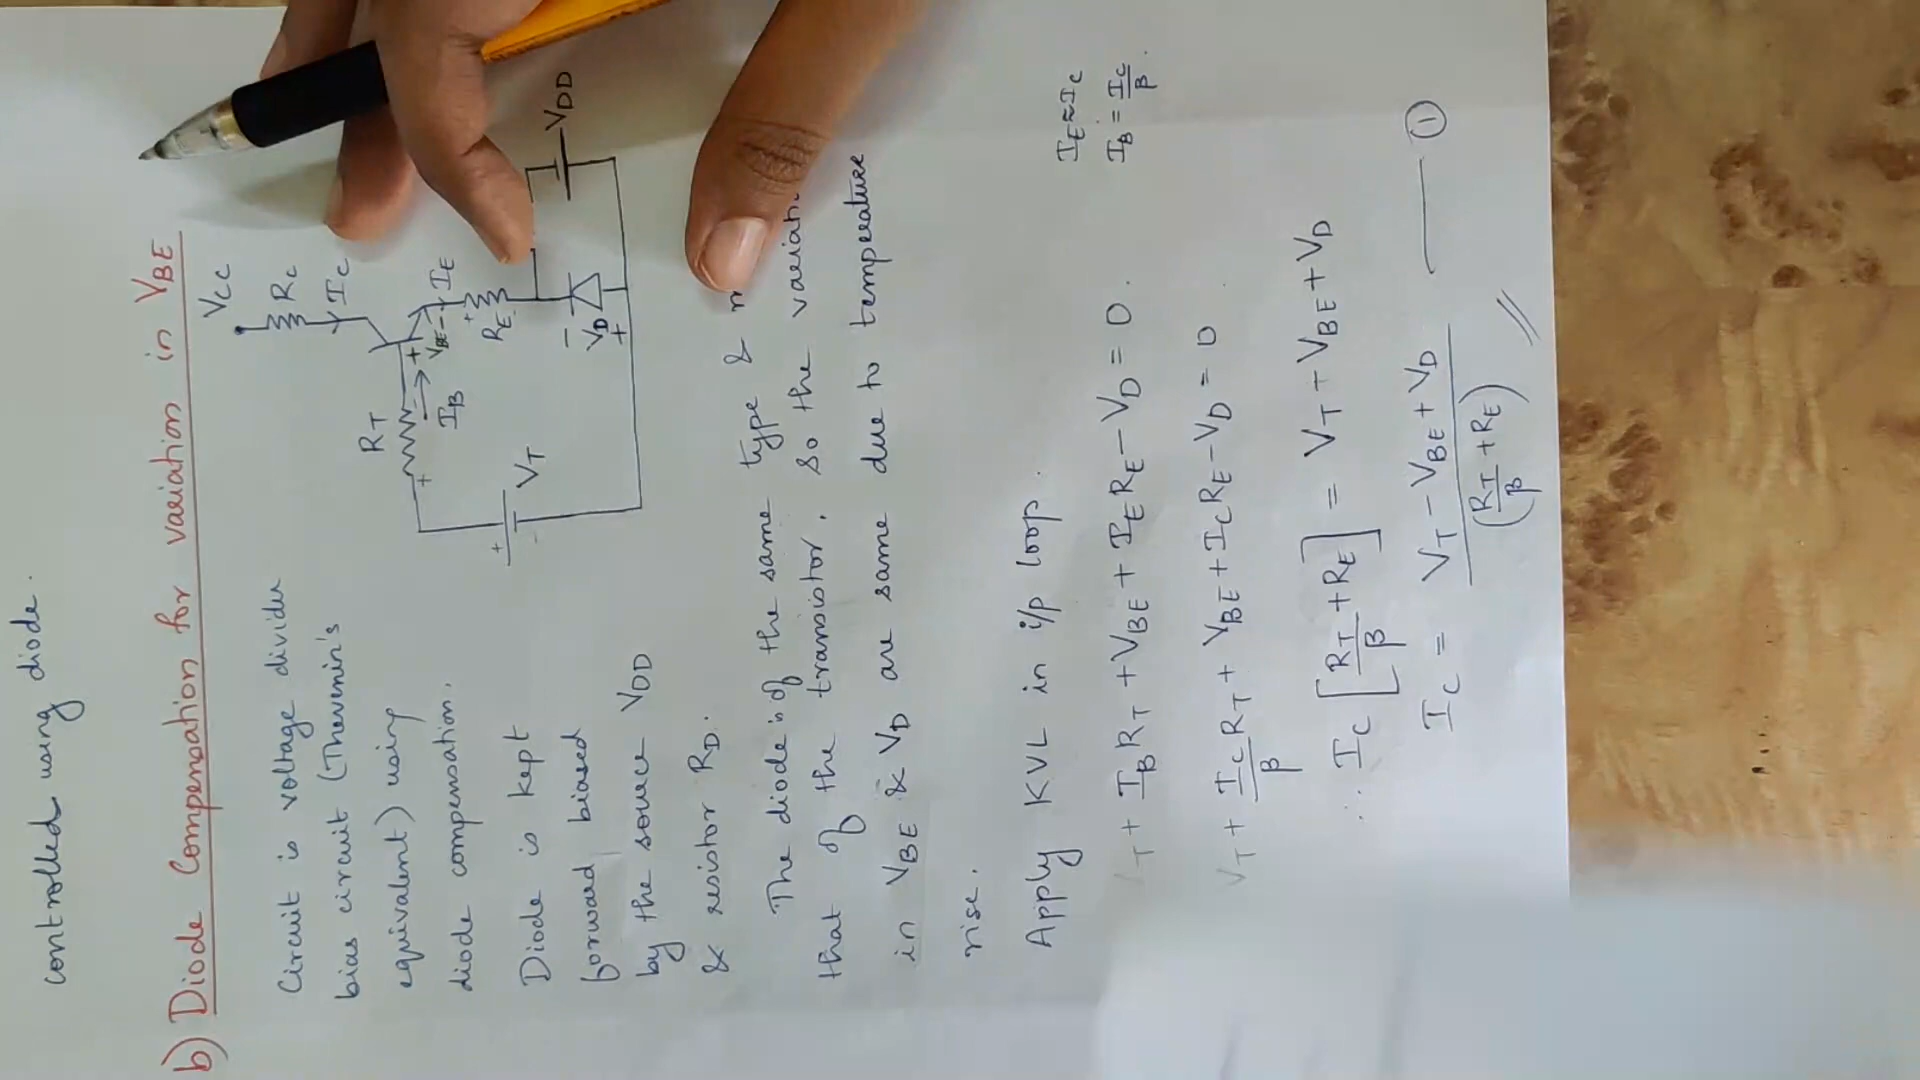 controlled using diode.
b) Diode Compensation for variation in VBE
Circuit is voltage divider
bias circuit (Thevenin's
equivalent) using
diode compensation.
Diode is kept
forward biased
by the source VDD
& resistor RD.
VCC
RC
IC
RT
+
IB
+
VBE
-
IE
+
RE
-
+
VT
-
-
VD
+
VDD
The diode is of the same type &
that of the transistor, so the
in VBE & VD are same due to temperature
rise.
Apply KVL in i/p loop.
IE≈IC
IB = IC/β.
VT + IBRT + VBE + IERE - VD = 0.
VT + IC/β RT + VBE + ICRE - VD = 0
∴ IC [RT/β + RE] = VT - VBE + VD
IC = VT - VBE + VD / (RT/β + RE) — ①